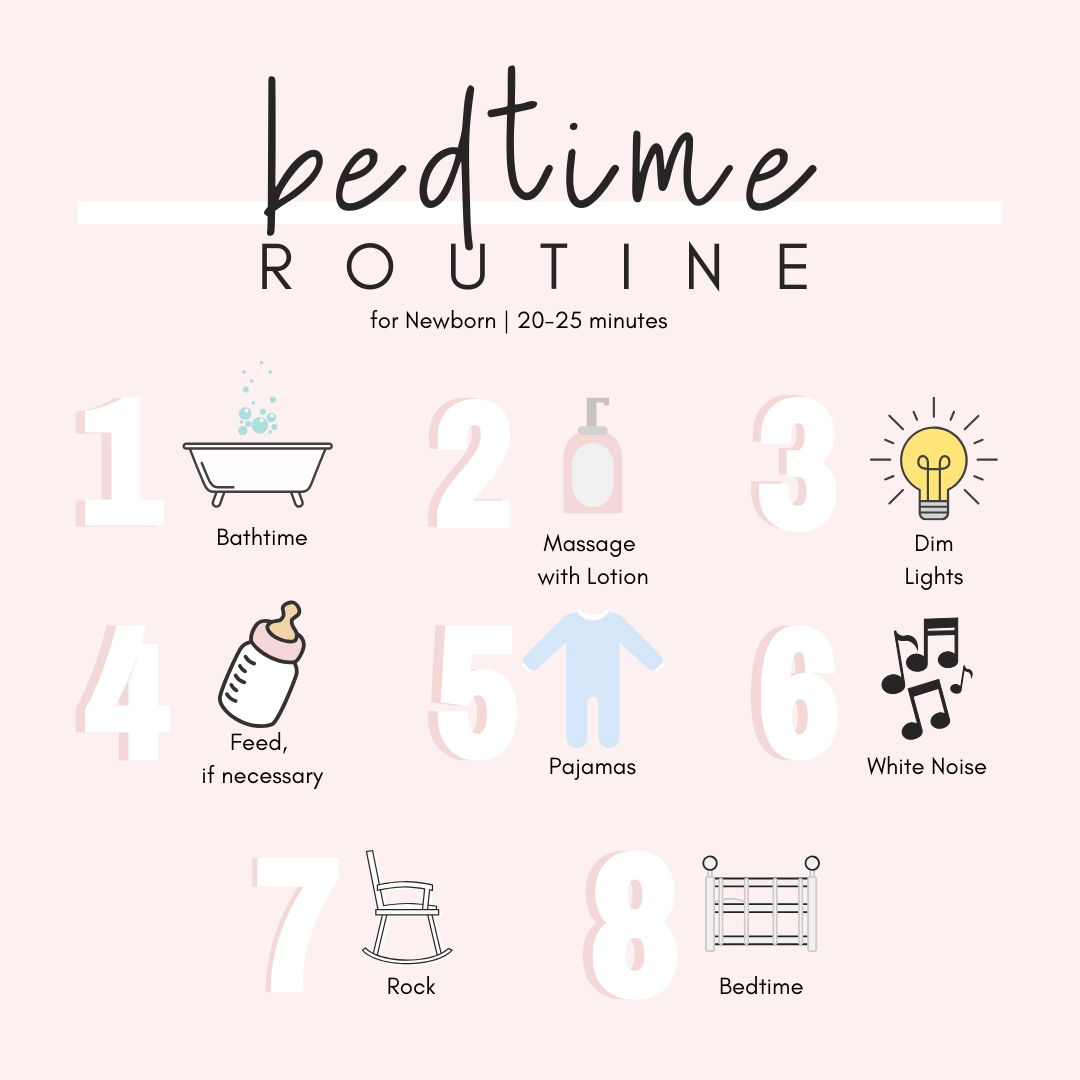 bedtime
ROUTINE
for Newborn | 20-25 minutes
1
Bathtime
2
Massage
with Lotion
3
Dim
Lights
4
Feed,
if necessary
5
Pajamas
6
White Noise
7
Rock
8
Bedtime